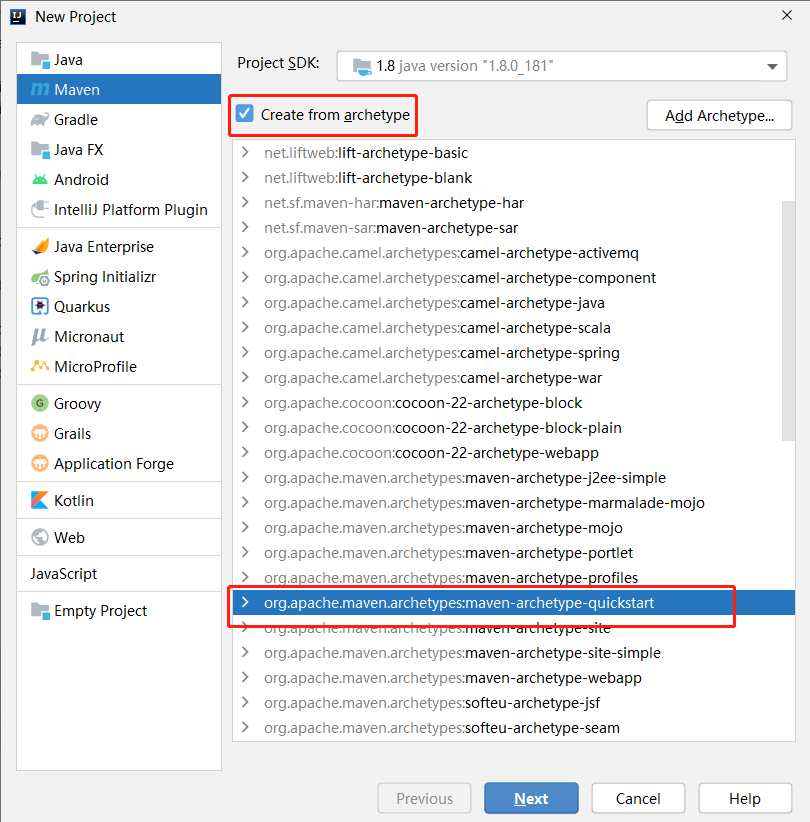 New Project
Java
Maven
Gradle
Java FX
Android
IntelliJ Platform Plugin
Java Enterprise
Spring Initializr
Quarkus
Micronaut
MicroProfile
Groovy
Grails
Application Forge
Kotlin
Web
JavaScript
Empty Project
Project SDK:
1.8 java version "1.8.0_181"
Create from archetype
Add Archetype...
net.liftweb:lift-archetype-basic
net.liftweb:lift-archetype-blank
net.sf.maven-har:maven-archetype-har
net.sf.maven-sar:maven-archetype-sar
org.apache.camel.archetypes:camel-archetype-activemq
org.apache.camel.archetypes:camel-archetype-component
org.apache.camel.archetypes:camel-archetype-java
org.apache.camel.archetypes:camel-archetype-scala
org.apache.camel.archetypes:camel-archetype-spring
org.apache.camel.archetypes:camel-archetype-war
org.apache.cocoon:cocoon-22-archetype-block
org.apache.cocoon:cocoon-22-archetype-block-plain
org.apache.cocoon:cocoon-22-archetype-webapp
org.apache.maven.archetypes:maven-archetype-j2ee-simple
org.apache.maven.archetypes:maven-archetype-marmalade-mojo
org.apache.maven.archetypes:maven-archetype-mojo
org.apache.maven.archetypes:maven-archetype-portlet
org.apache.maven.archetypes:maven-archetype-profiles
org.apache.maven.archetypes:maven-archetype-quickstart
org.apache.maven.archetypes:maven-archetype-site
org.apache.maven.archetypes:maven-archetype-site-simple
org.apache.maven.archetypes:maven-archetype-webapp
org.apache.maven.archetypes:softeu-archetype-jsf
org.apache.maven.archetypes:softeu-archetype-seam
Previous
Next
Cancel
Help